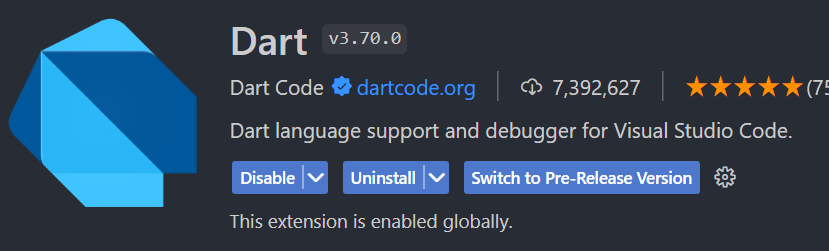 Dart v3.70.0
Dart Code dartcode.org 7,392,627 ★★★★★(75
Dart language support and debugger for Visual Studio Code.
Disable Uninstall Switch to Pre-Release Version
This extension is enabled globally.